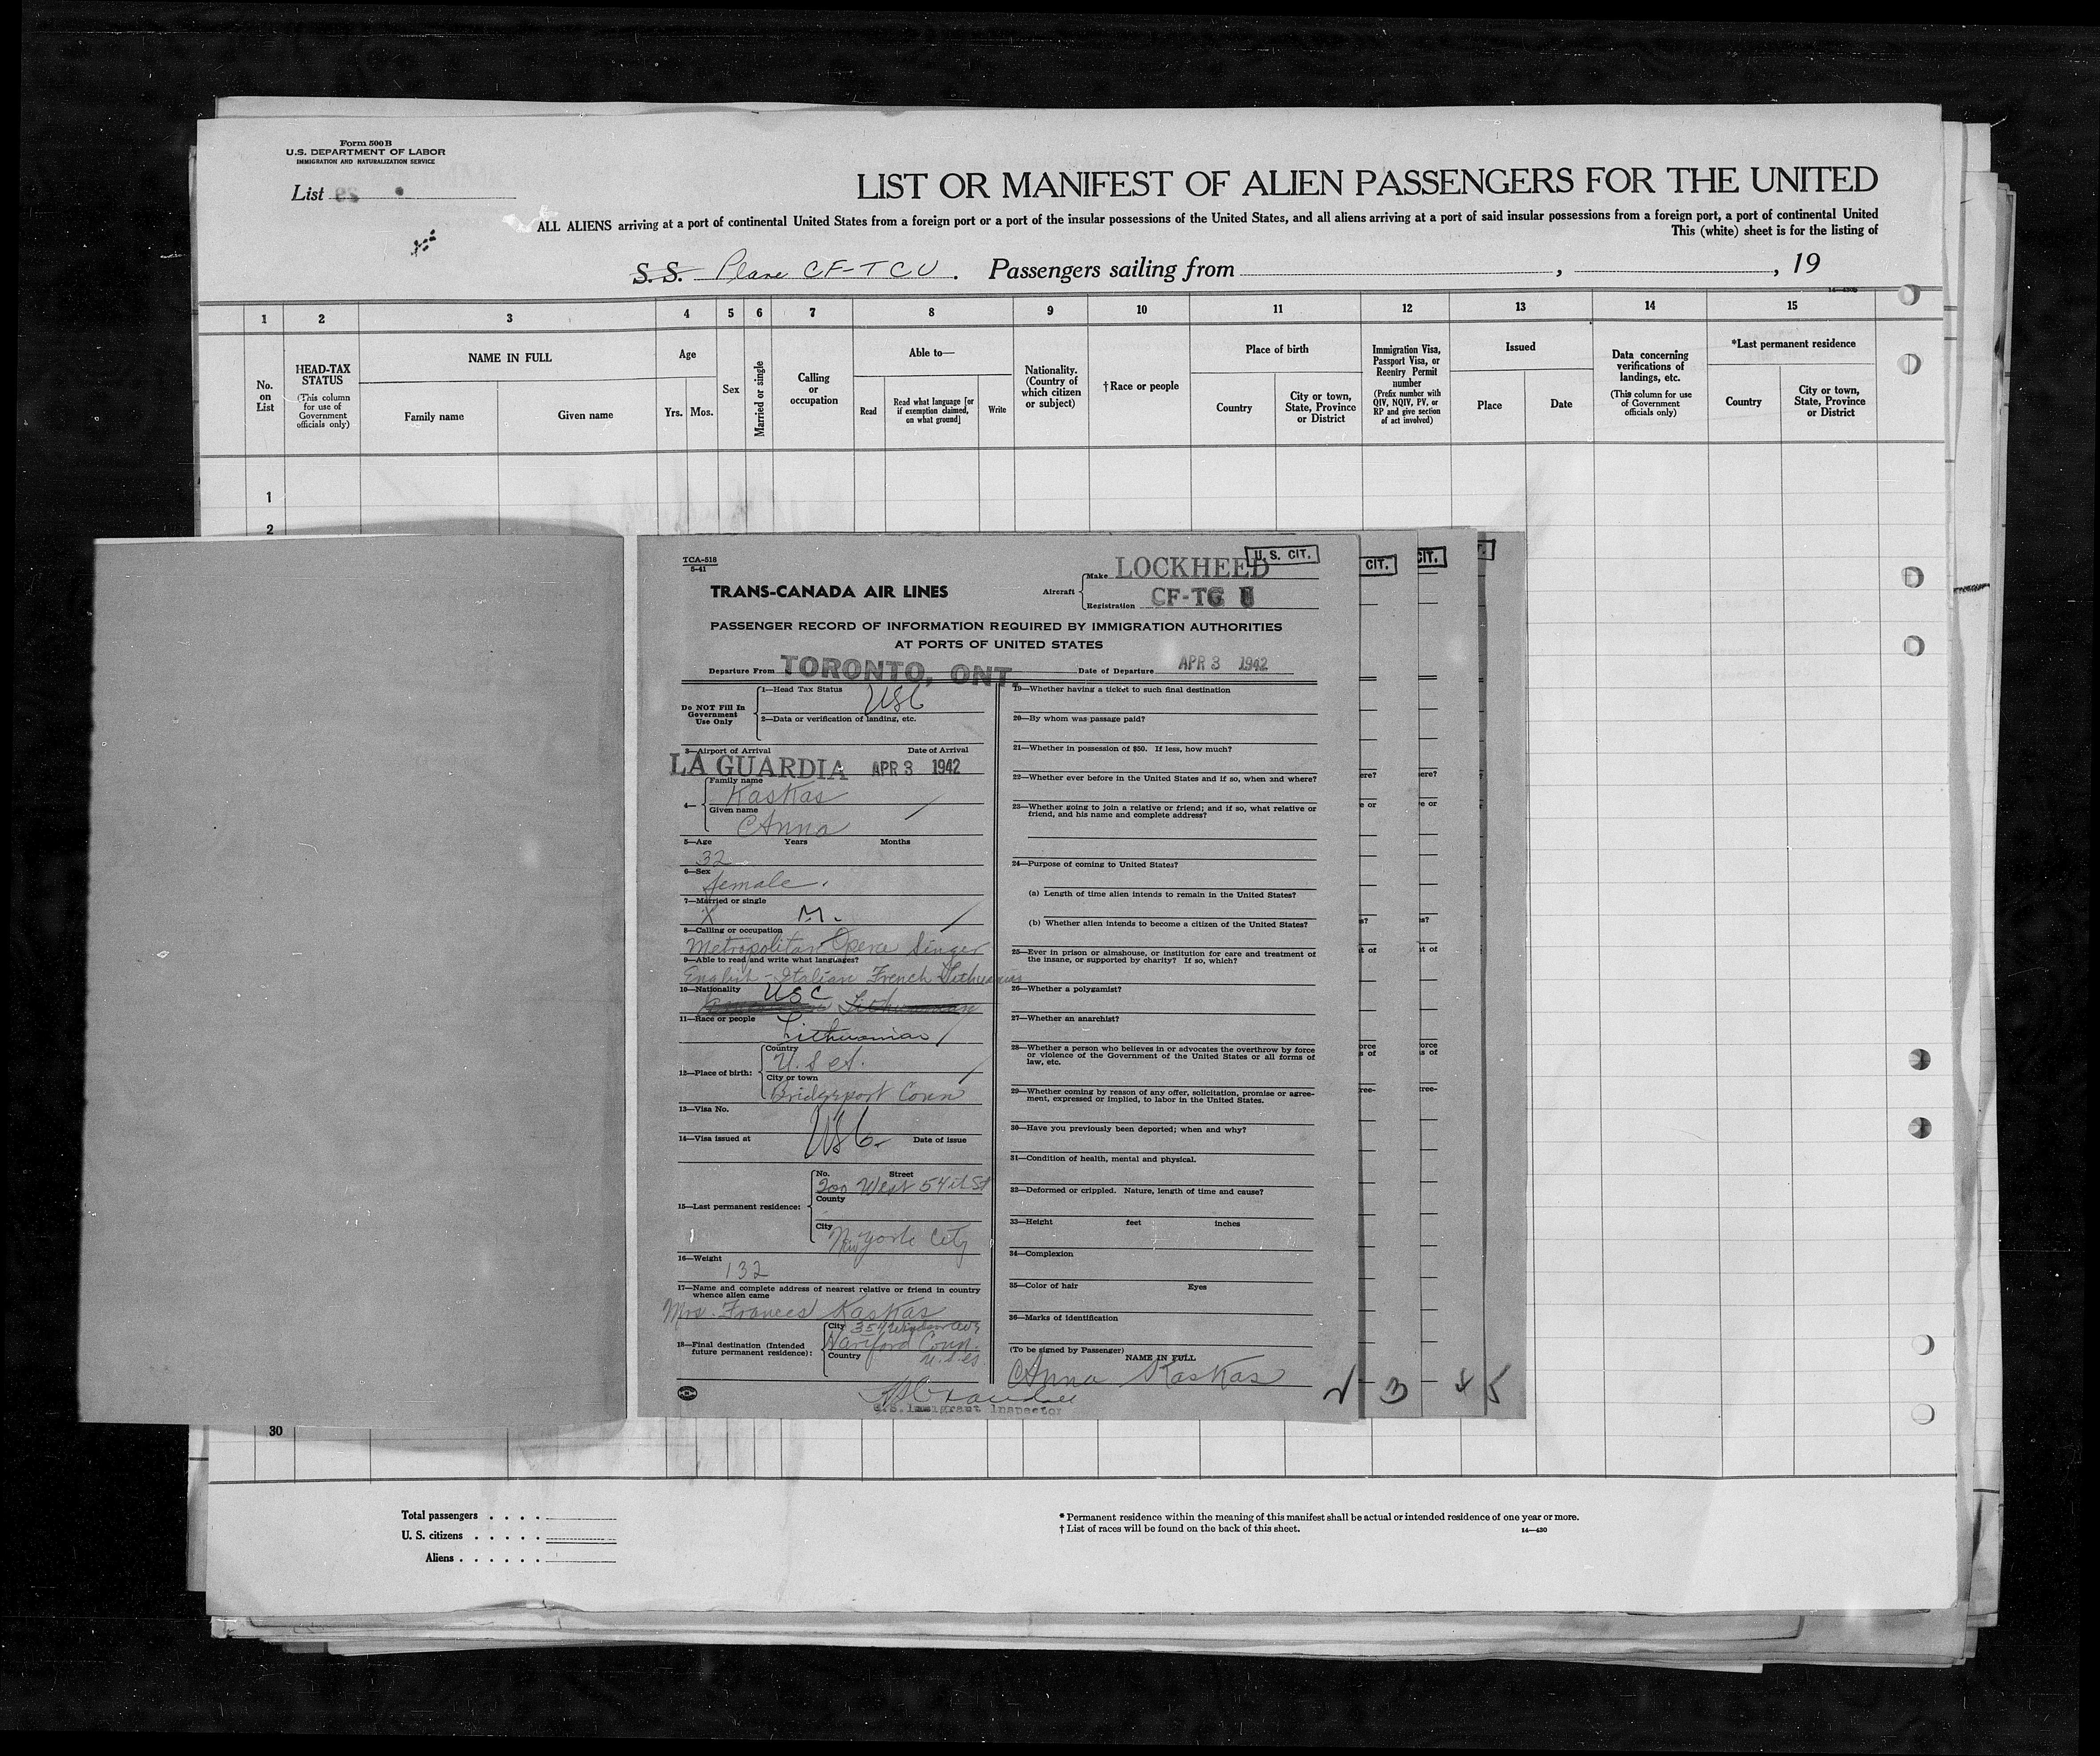 Form 500B
U.S. DEPARTMENT OF LABOR
IMMIGRATION AND NATURALIZATION SERVICE
List
LIST OR MANIFEST OF ALIEN PASSENGERS FOR THE UNITED
ALL ALIENS arriving at a port of continental United States from a foreign port or a port of the insular possessions of the United States, and all aliens arriving at a port of said insular possessions from a foreign port, a port of continental United
This (white) sheet is for the listing of
S. S. Plane CF-TCU. Passengers sailing from , , 19
1 2 3 4 5 6 7 8 9 10 11 12 13 14 15
No. on List
HEAD-TAX STATUS
(This column for use of Government officials only)
NAME IN FULL
Family name
Given name
Age
Yrs. Mos.
Sex
Married or single
Calling or occupation
Able to—
Read
Read what language [or if exemption claimed, on what ground]
Write
Nationality. (Country of which citizen or subject)
†Race or people
Place of birth
Country
City or town, State, Province or District
Immigration Visa, Passport Visa, or Reentry Permit number
(Prefix number with QIV, NQIV, PV, or RP and give section of act involved)
Issued
Place
Date
Data concerning verifications of landings, etc.
(This column for use of Government officials only)
*Last permanent residence
Country
City or town, State, Province or District
1
2
TCA-518
5-41
TRANS-CANADA AIR LINES
Aircraft
Make LOCKHEED
U. S. CIT.
CIT.
CIT.
T.
Registration CF-TC U
PASSENGER RECORD OF INFORMATION REQUIRED BY IMMIGRATION AUTHORITIES
AT PORTS OF UNITED STATES
Departure From TORONTO, ONT. Date of Departure APR 3 1942
Do NOT Fill In Government Use Only
1—Head Tax Status USC
2—Data or verification of landing, etc.
3—Airport of Arrival Date of Arrival
LA GUARDIA APR 3 1942
4—
Family name
Kaskas
Given name
Anna
5—Age Years Months
32
6—Sex
female.
7—Married or single
X M.
8—Calling or occupation
Metropolitan Opera Singer
9—Able to read and write what languages?
English - Italian French Lithuanian
10—Nationality USC
Lithuanian
11—Race or people
Lithuanian
12—Place of birth:
Country
U.S.A.
City or town
Bridgeport Conn
13—Visa No.
14—Visa issued at USC Date of issue
15—Last permanent residence:
No. Street
200 West 54th St
County
City
New York City
16—Weight
132
17—Name and complete address of nearest relative or friend in country
whence alien came
Mrs. Frances Kaskas
18—Final destination (Intended
future permanent residence):
City 354 Windsor Ave
Hartford Conn.
Country U.S.A.
19—Whether having a ticket to such final destination
20—By whom was passage paid?
21—Whether in possession of $50. If less, how much?
22—Whether ever before in the United States and if so, when and where?
23—Whether going to join a relative or friend; and if so, what relative or
friend, and his name and complete address?
24—Purpose of coming to United States?
(a) Length of time alien intends to remain in the United States?
(b) Whether alien intends to become a citizen of the United States?
25—Ever in prison or almshouse, or institution for care and treatment of
the insane, or supported by charity? If so, which?
26—Whether a polygamist?
27—Whether an anarchist?
28—Whether a person who believes in or advocates the overthrow by force
or violence of the Government of the United States or all forms of
law, etc.
29—Whether coming by reason of any offer, solicitation, promise or agree-
ment, expressed or implied, to labor in the United States.
30—Have you previously been deported; when and why?
31—Condition of health, mental and physical.
32—Deformed or crippled. Nature, length of time and cause?
33—Height feet inches
34—Complexion
35—Color of hair Eyes
36—Marks of identification
(To be signed by Passenger)
NAME IN FULL
Anna Kaskas
U.S. Immigrant Inspector
3 4 5
30
Total passengers
U. S. citizens
Aliens
* Permanent residence within the meaning of this manifest shall be actual or intended residence of one year or more.
† List of races will be found on the back of this sheet.
14—430